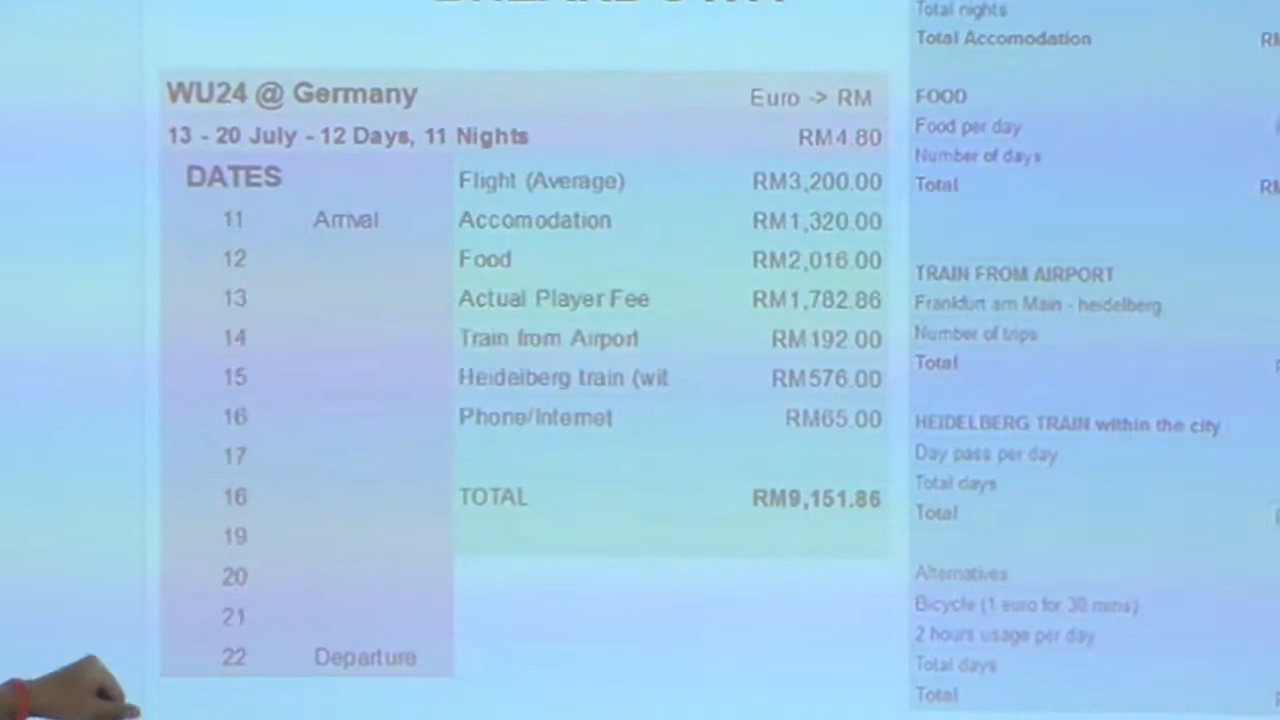 WU24 @ Germany Euro -> RM
13 - 20 July - 12 Days, 11 Nights RM4.80
DATES Flight (Average) RM3,200.00
11 Arrival Accomodation RM1,320.00
12 Food RM2,016.00
13 Actual Player Fee RM1,782.86
14 Train from Airport RM192.00
15 Heidelberg train (wit RM576.00
16 Phone/Internet RM65.00
17
16 TOTAL RM9,151.86
19
20
21
22 Departure
Total nights
Total Accomodation
FOOD
Food per day
Number of days
Total
TRAIN FROM AIRPORT
Frankfurt am Main - heidelberg
Number of trips
Total
HEIDELBERG TRAIN within the city
Day pass per day
Total days
Total
Alternatives
Bicycle (1 euro for 30 mins)
2 hours usage per day
Total days
Total